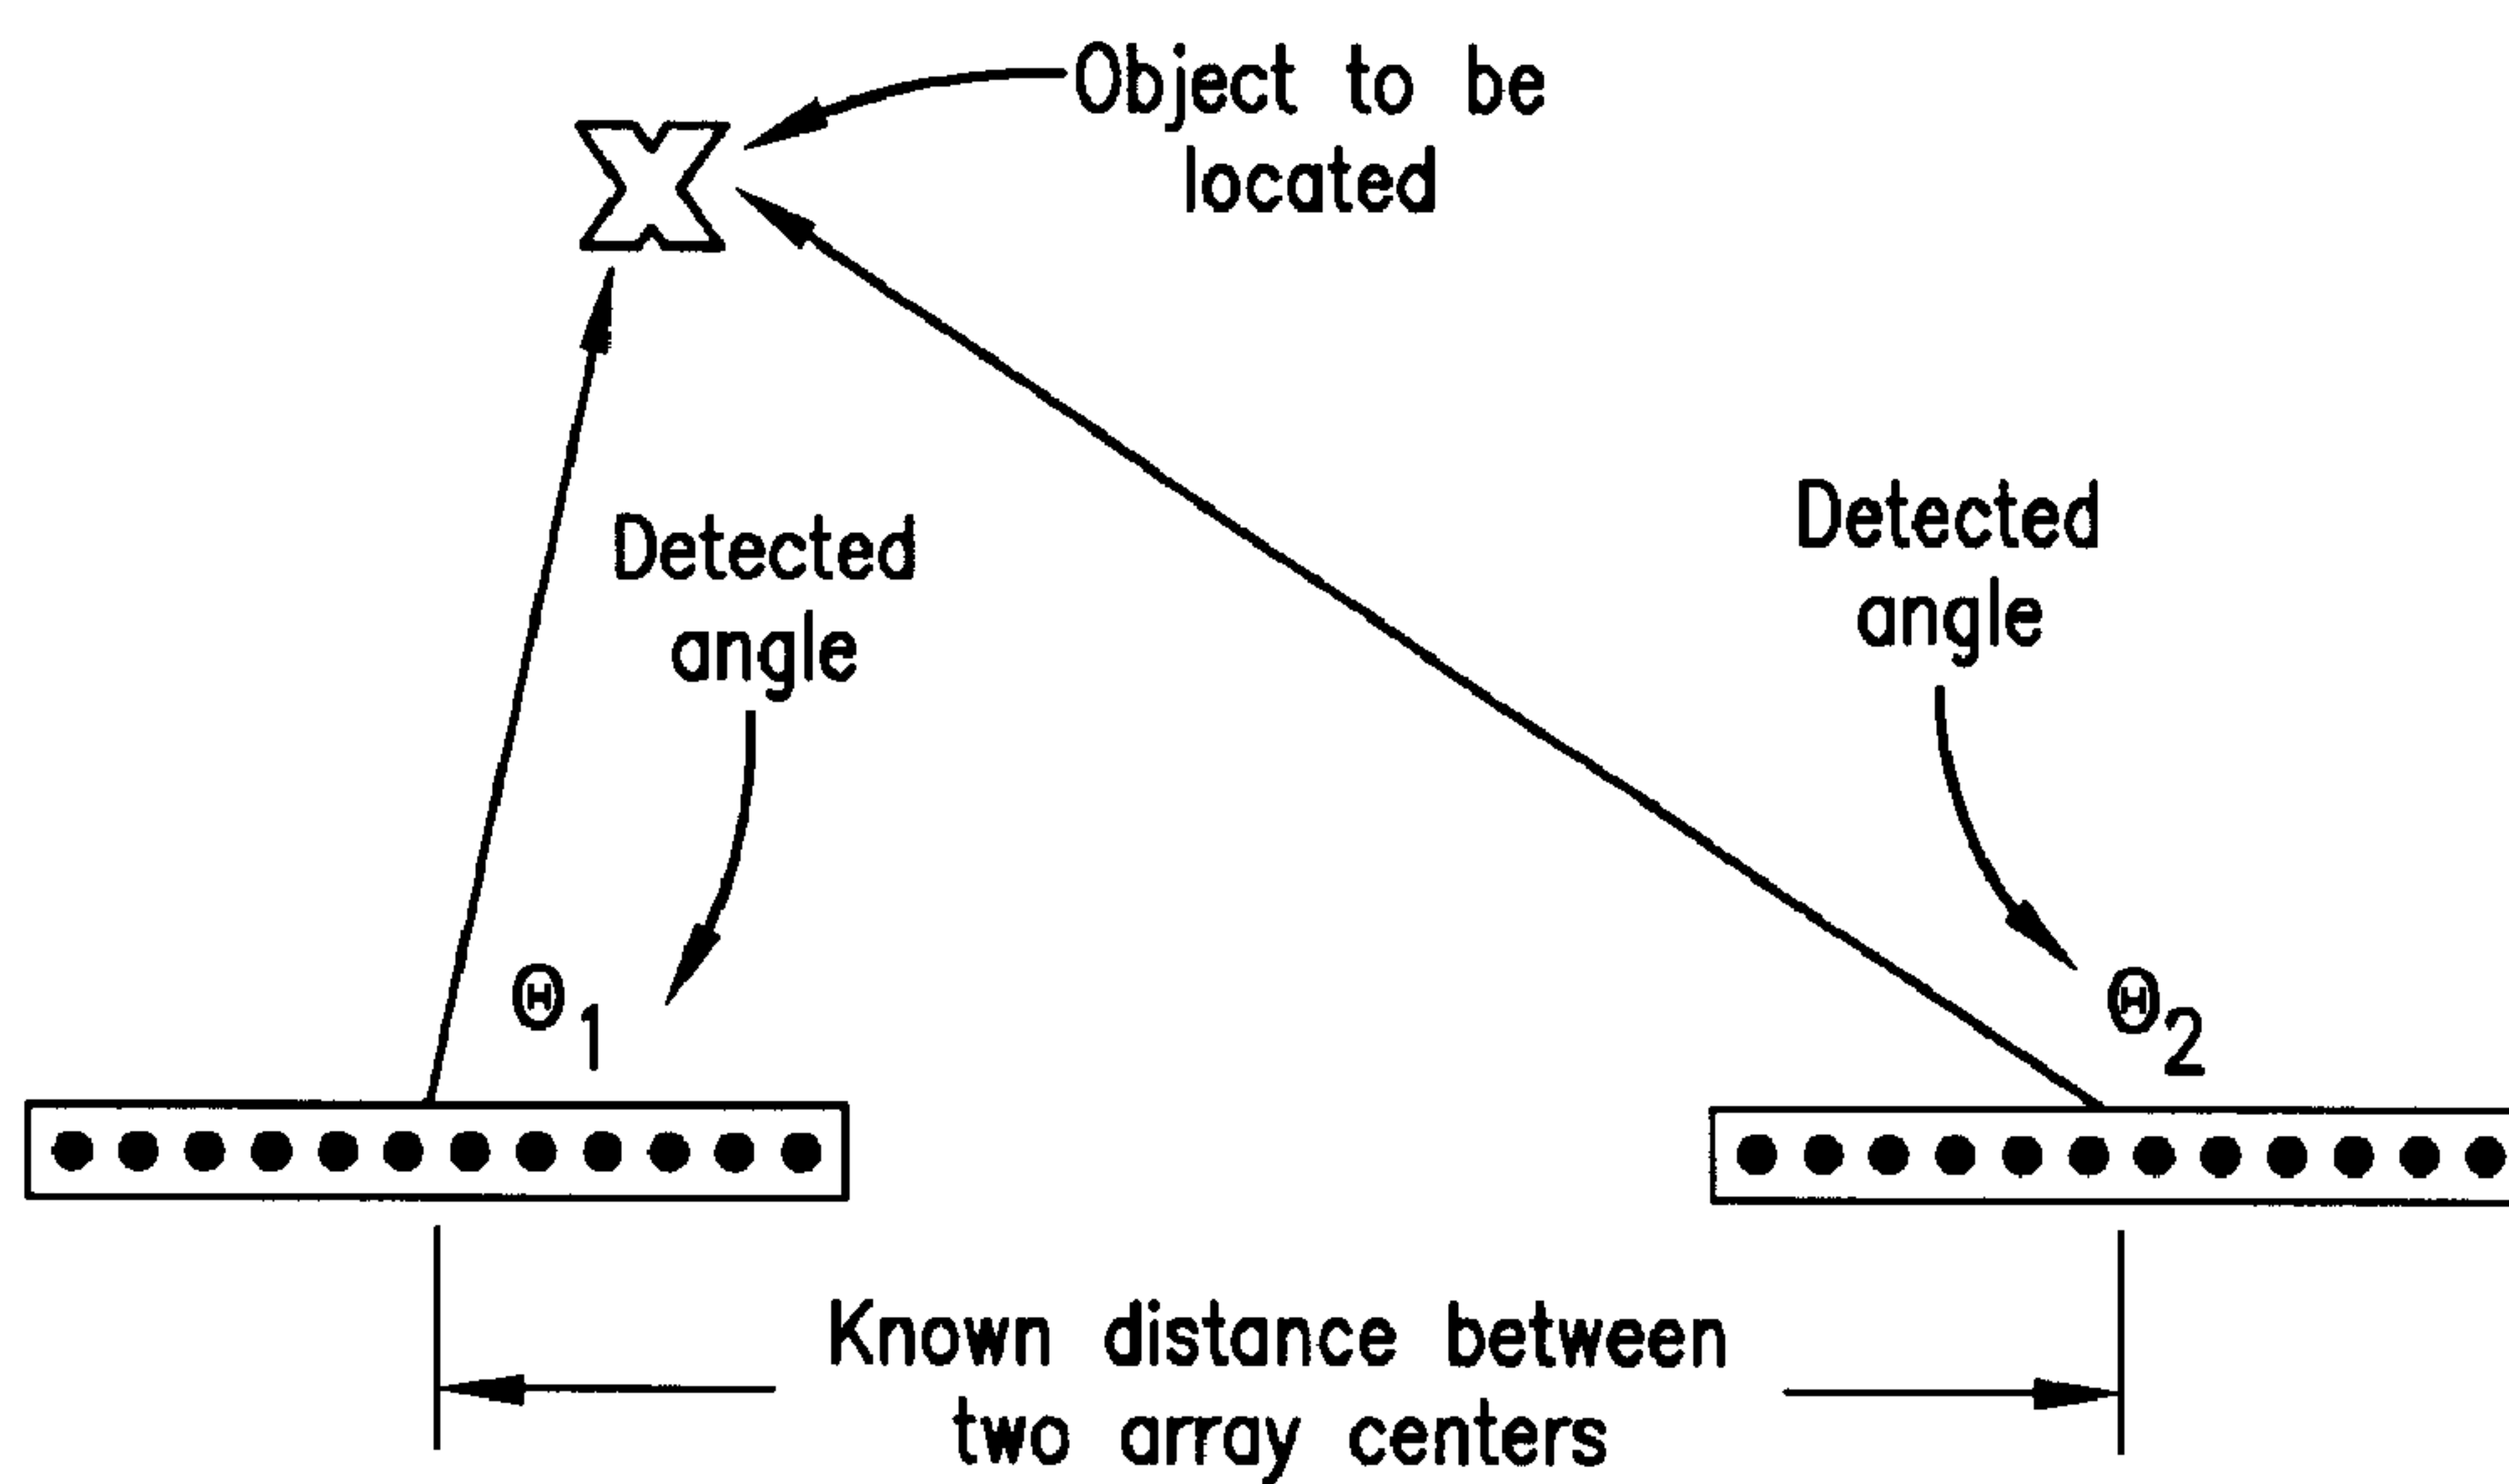 Object to be
located
X
Detected
angle
Detected
angle
Θ1
Θ2
Known distance between
two array centers